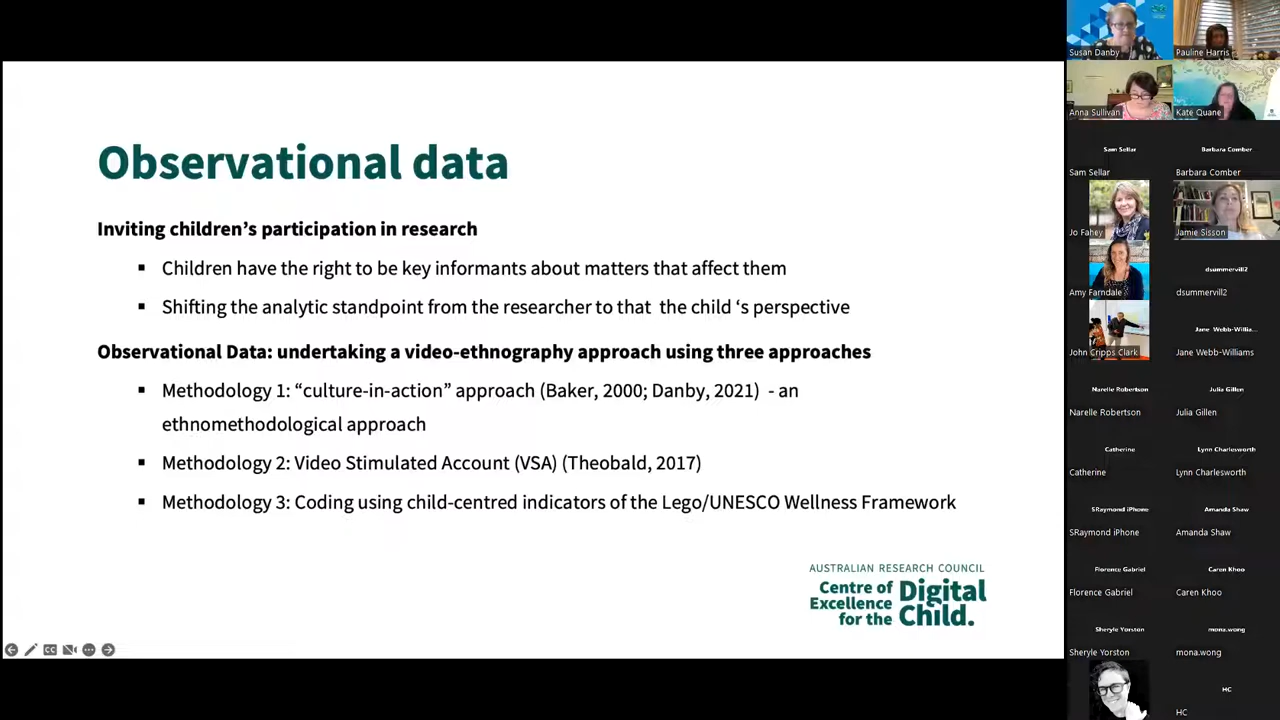 Observational data
Inviting children’s participation in research
Children have the right to be key informants about matters that affect them
Shifting the analytic standpoint from the researcher to that  the child ‘s perspective
Observational Data: undertaking a video-ethnography approach using three approaches
Methodology 1: “culture-in-action” approach (Baker, 2000; Danby, 2021)  - an
ethnomethodological approach
Methodology 2: Video Stimulated Account (VSA) (Theobald, 2017)
Methodology 3: Coding using child-centred indicators of the Lego/UNESCO Wellness Framework
AUSTRALIAN RESEARCH COUNCIL
Centre of
Excellence
for the
Digital
Child.
CC
Susan Danby
Pauline Harris
Anna Sullivan
Kate Quane
Sam Sellar
Barbara Comber
Sam Sellar
Barbara Comber
Jo Fahey
Jamie Sisson
Amy Farndale
dsummervill2
dsummervill2
John Cripps Clark
Jane Webb-Willia...
Jane Webb-Williams
Narelle Robertson
Julia Gillen
Narelle Robertson
Julia Gillen
Catherine
Lynn Charlesworth
Catherine
Lynn Charlesworth
SRaymond iPhone
Amanda Shaw
SRaymond iPhone
Amanda Shaw
Florence Gabriel
Caren Khoo
Florence Gabriel
Caren Khoo
Sheryle Yorston
mona.wong
Sheryle Yorston
mona.wong
HC
HC